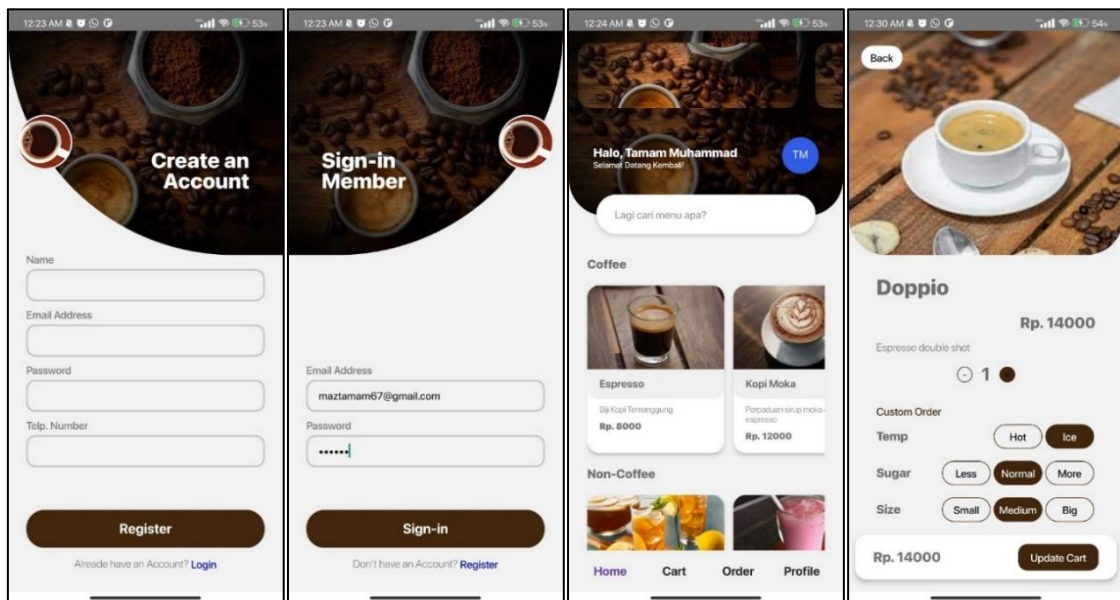 12:23 AM
53%
Create an
Account
Name
Email Address
Password
Telp. Number
Register
Alreade have an Account? Login
12:23 AM
53%
Sign-in
Member
Email Address
maztamam67@gmail.com
Password
••••••
Sign-in
Don't have an Account? Register
12:24 AM
53%
Halo, Tamam Muhammad
TM
Selamat Datang Kembali!
Lagi cari menu apa?
Coffee
Espresso
Biji Kopi Temanggung
Rp. 8000
Kopi Moka
Perpaduan sirup moka
espresso
Rp. 12000
Non-Coffee
Home Cart Order Profile
12:30 AM
54%
Back
Doppio
Rp. 14000
Espresso double shot
- 1
Custom Order
Temp Hot Ice
Sugar Less Normal More
Size Small Medium Big
Rp. 14000 Update Cart